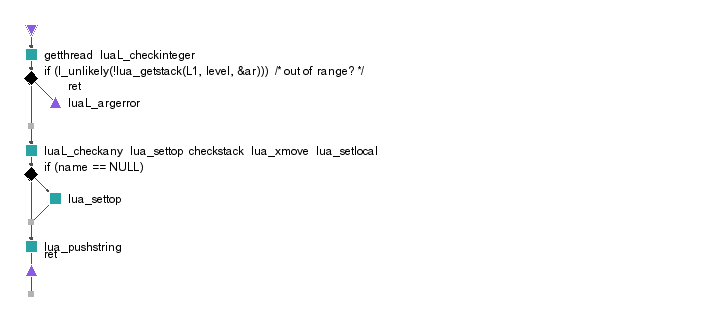 getthread luaL_checkinteger
if (l_unlikely(!lua_getstack(L1, level, &ar))) /* out of range? */
ret
luaL_argerror
luaL_checkany lua_settop checkstack lua_xmove lua_setlocal
if (name == NULL)
lua_settop
lua_pushstring
ret